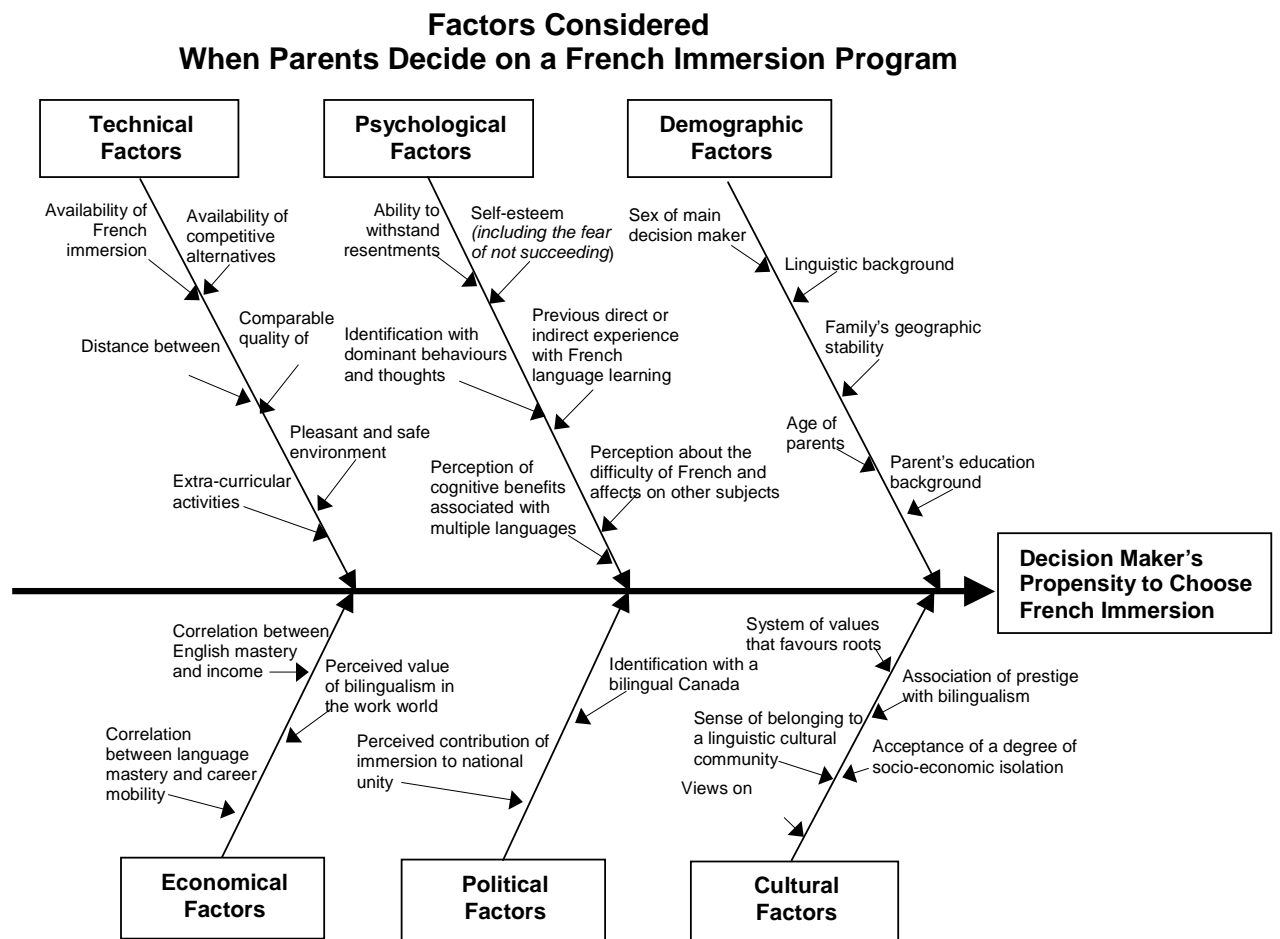 Factors Considered
When Parents Decide on a French Immersion Program
Technical
Factors
Psychological
Factors
Demographic
Factors
Availability of
French
immersion
Availability of
competitive
alternatives
Comparable
quality of
Distance between
Pleasant and safe
environment
Extra-curricular
activities
Ability to
withstand
resentments
Self-esteem
(including the fear
of not succeeding)
Identification with
dominant behaviours
and thoughts
Previous direct or
indirect experience
with French
language learning
Perception of
cognitive benefits
associated with
multiple languages
Perception about the
difficulty of French and
affects on other subjects
Sex of main
decision maker
Linguistic background
Family's geographic
stability
Age of
parents
Parent's education
background
Decision Maker's
Propensity to Choose
French Immersion
Correlation between
English mastery
and income
Perceived value
of bilingualism in
the work world
Correlation
between language
mastery and career
mobility
Identification with a
bilingual Canada
Perceived contribution of
immersion to national
unity
System of values
that favours roots
Association of prestige
with bilingualism
Sense of belonging to
a linguistic cultural
community
Acceptance of a degree of
socio-economic isolation
Views on
Economical
Factors
Political
Factors
Cultural
Factors